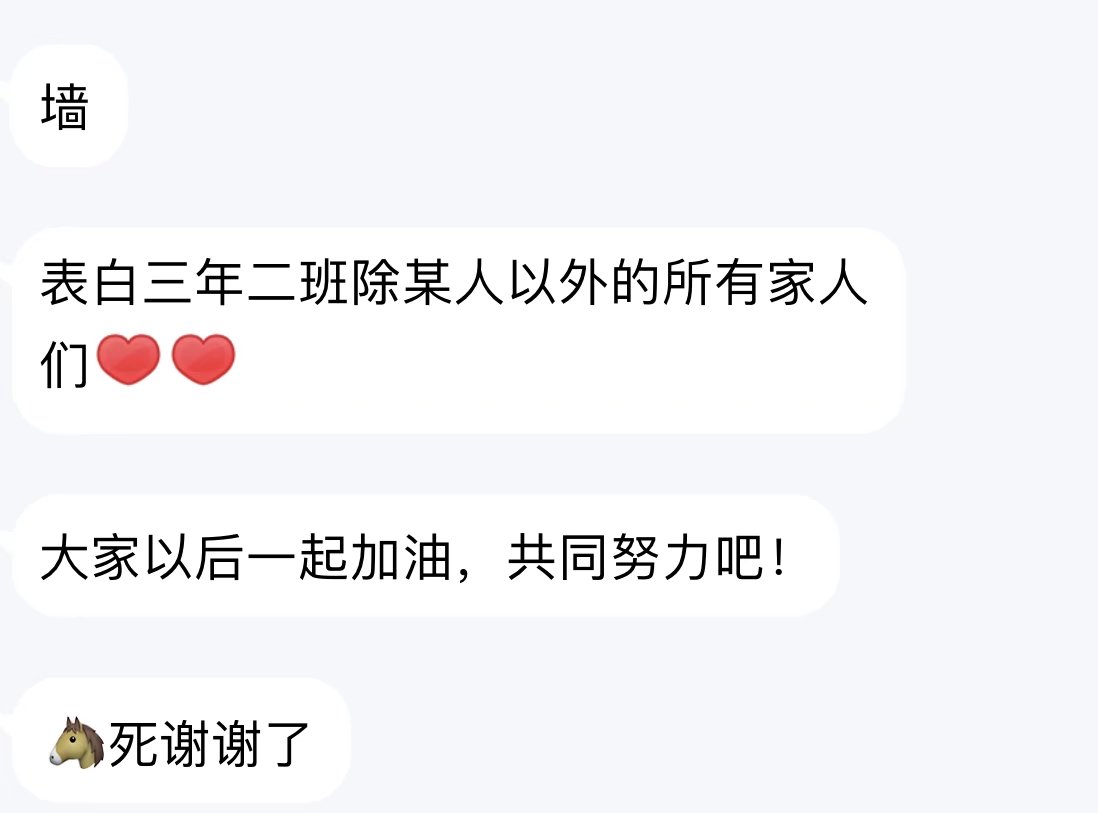 墙
表白三年二班除某人以外的所有家人
们❤️❤️
大家以后一起加油，共同努力吧！
🐴死谢谢了